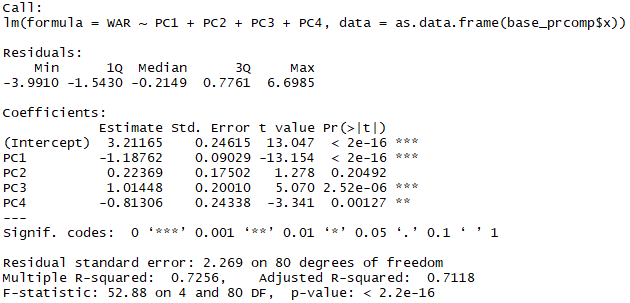 Call:
lm(formula = WAR ~ PC1 + PC2 + PC3 + PC4, data = as.data.frame(base_prcomp$x))
Residuals:
    Min      1Q  Median      3Q     Max
-3.9910 -1.5430 -0.2149  0.7761  6.6985
Coefficients:
            Estimate Std. Error t value Pr(>|t|)
(Intercept)  3.21165    0.24615  13.047  < 2e-16 ***
PC1         -1.18762    0.09029 -13.154  < 2e-16 ***
PC2          0.22369    0.17502   1.278  0.20492
PC3          1.01448    0.20010   5.070 2.52e-06 ***
PC4         -0.81306    0.24338  -3.341  0.00127 **
---
Signif. codes:  0 ‘***’ 0.001 ‘**’ 0.01 ‘*’ 0.05 ‘.’ 0.1 ‘ ’ 1
Residual standard error: 2.269 on 80 degrees of freedom
Multiple R-squared:  0.7256,    Adjusted R-squared:  0.7118
F-statistic: 52.88 on 4 and 80 DF,  p-value: < 2.2e-16